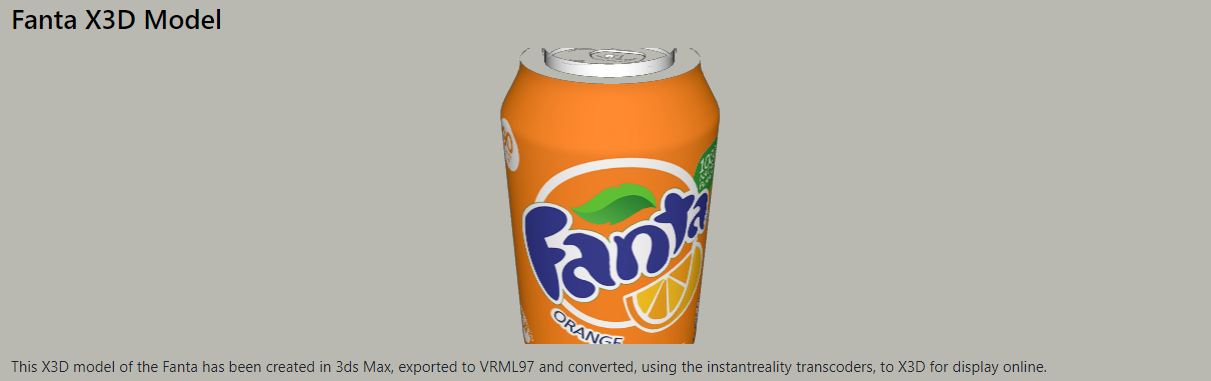 Fanta X3D Model
Fanta
ORANGE
This X3D model of the Fanta has been created in 3ds Max, exported to VRML97 and converted, using the instantreality transcoders, to X3D for display online.